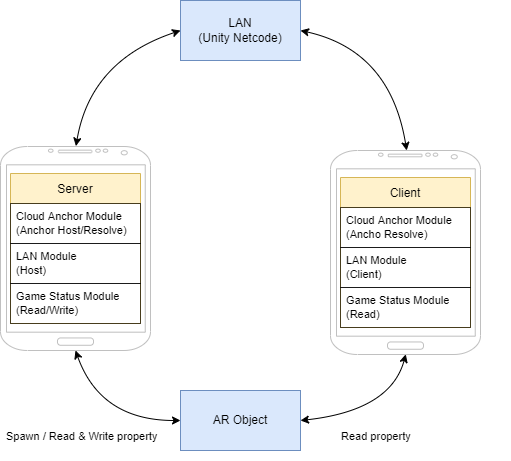 LAN
(Unity Netcode)
Server
Cloud Anchor Module
(Anchor Host/Resolve)
LAN Module
(Host)
Game Status Module
(Read/Write)
Client
Cloud Anchor Module
(Ancho Resolve)
LAN Module
(Client)
Game Status Module
(Read)
AR Object
Spawn / Read & Write property
Read property